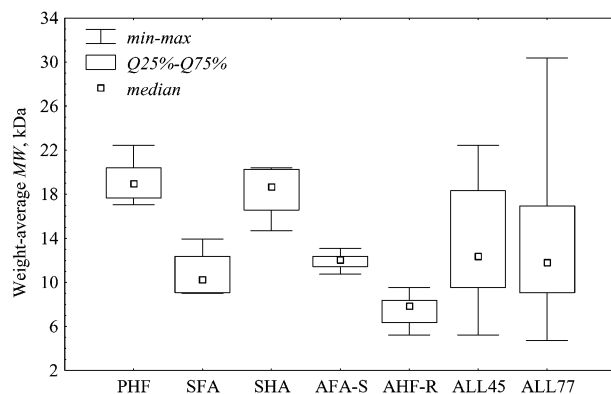 34
30
26
22
18
14
10
6
2
Weight-average MW, kDa
min-max
Q25%-Q75%
median
PHF SFA SHA AFA-S AHF-R ALL45 ALL77